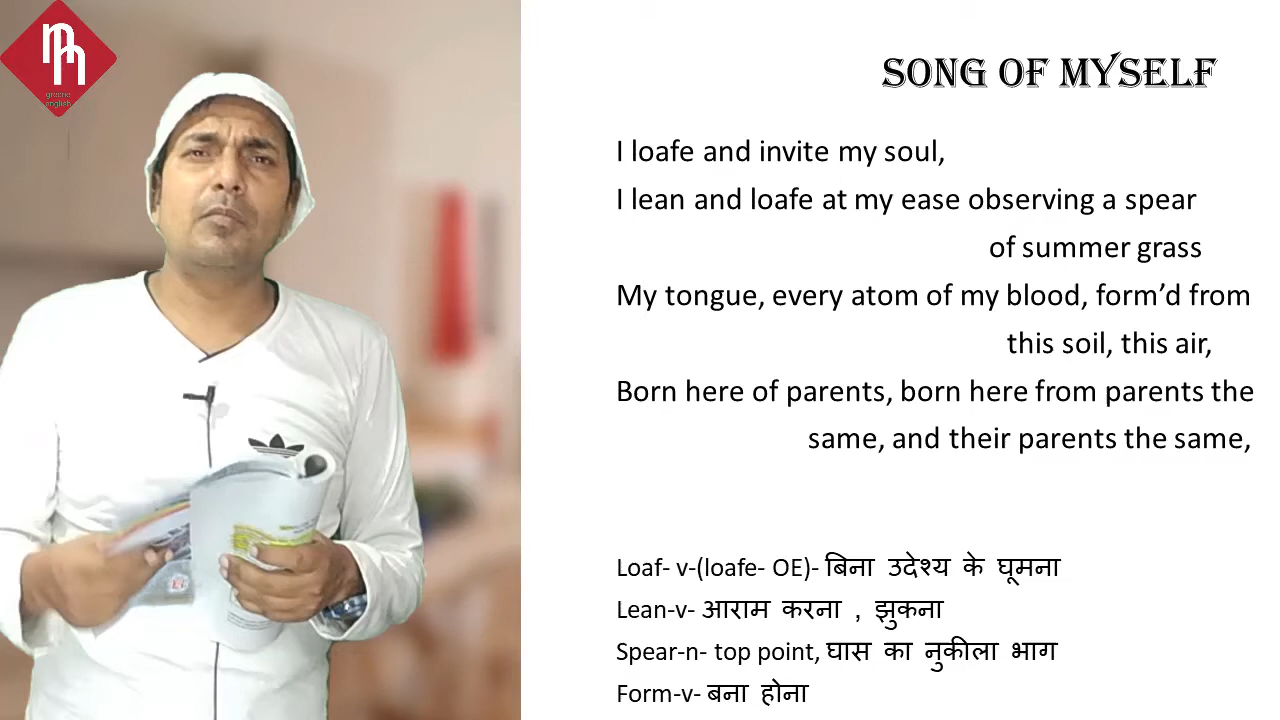 greene
english
SONG OF MYSELF
I loafe and invite my soul,
I lean and loafe at my ease observing a spear
of summer grass
My tongue, every atom of my blood, form’d from
this soil, this air,
Born here of parents, born here from parents the
same, and their parents the same,
Loaf- v-(loafe- OE)- बिना उदेश्य के घूमना
Lean-v- आराम करना , झुकना
Spear-n- top point, घास का नुकीला भाग
Form-v- बना होना